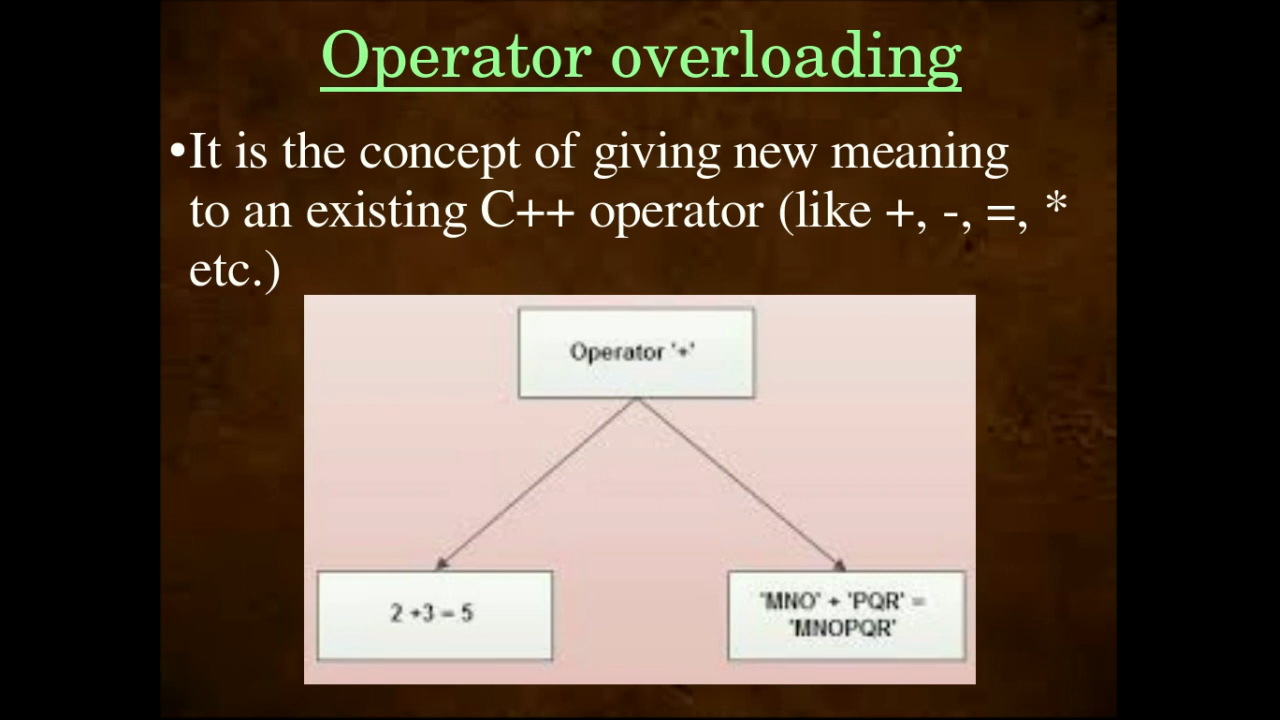 Operator overloading
•It is the concept of giving new meaning
to an existing C++ operator (like +, -, =, *
etc.)
Operator '+'
2 +3 = 5
'MNO' + 'PQR' =
'MNOPQR'